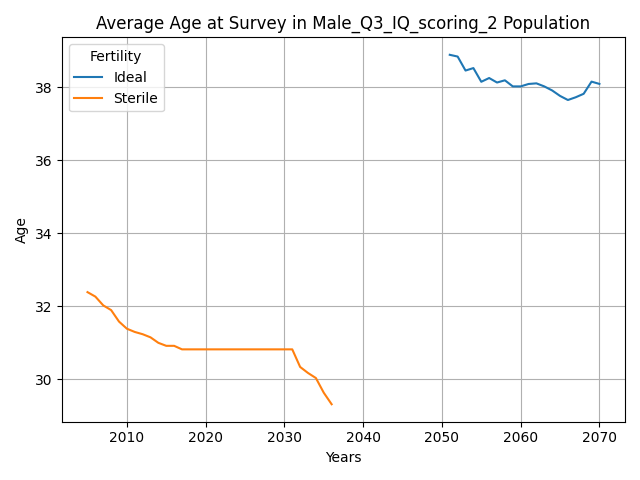 Average Age at Survey in Male_Q3_IQ_scoring_2 Population
Fertility
Ideal
Sterile
38
36
34
32
30
Age
2010 2020 2030 2040 2050 2060 2070
Years